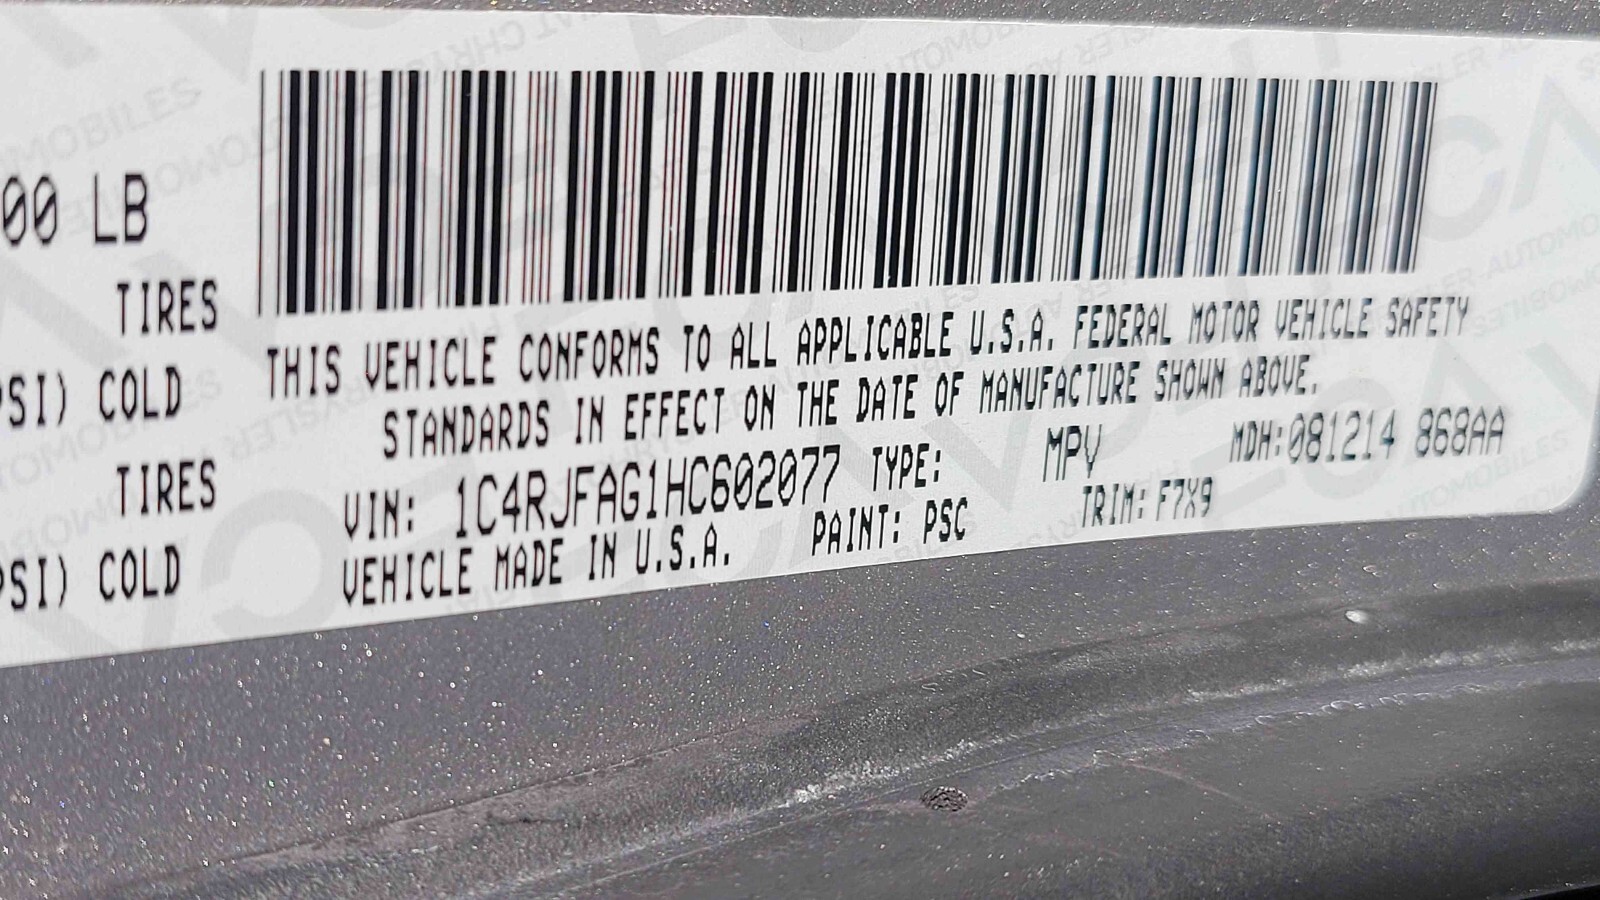 00 LB
TIRES
PSI) COLD
TIRES
PSI) COLD
THIS VEHICLE CONFORMS TO ALL APPLICABLE U.S.A. FEDERAL MOTOR VEHICLE SAFETY
STANDARDS IN EFFECT ON THE DATE OF MANUFACTURE SHOWN ABOVE.
VIN: 1C4RJFAG1HC602077 TYPE: MPV MDH:081214 868AA
VEHICLE MADE IN U.S.A. PAINT: PSC TRIM: F7X9